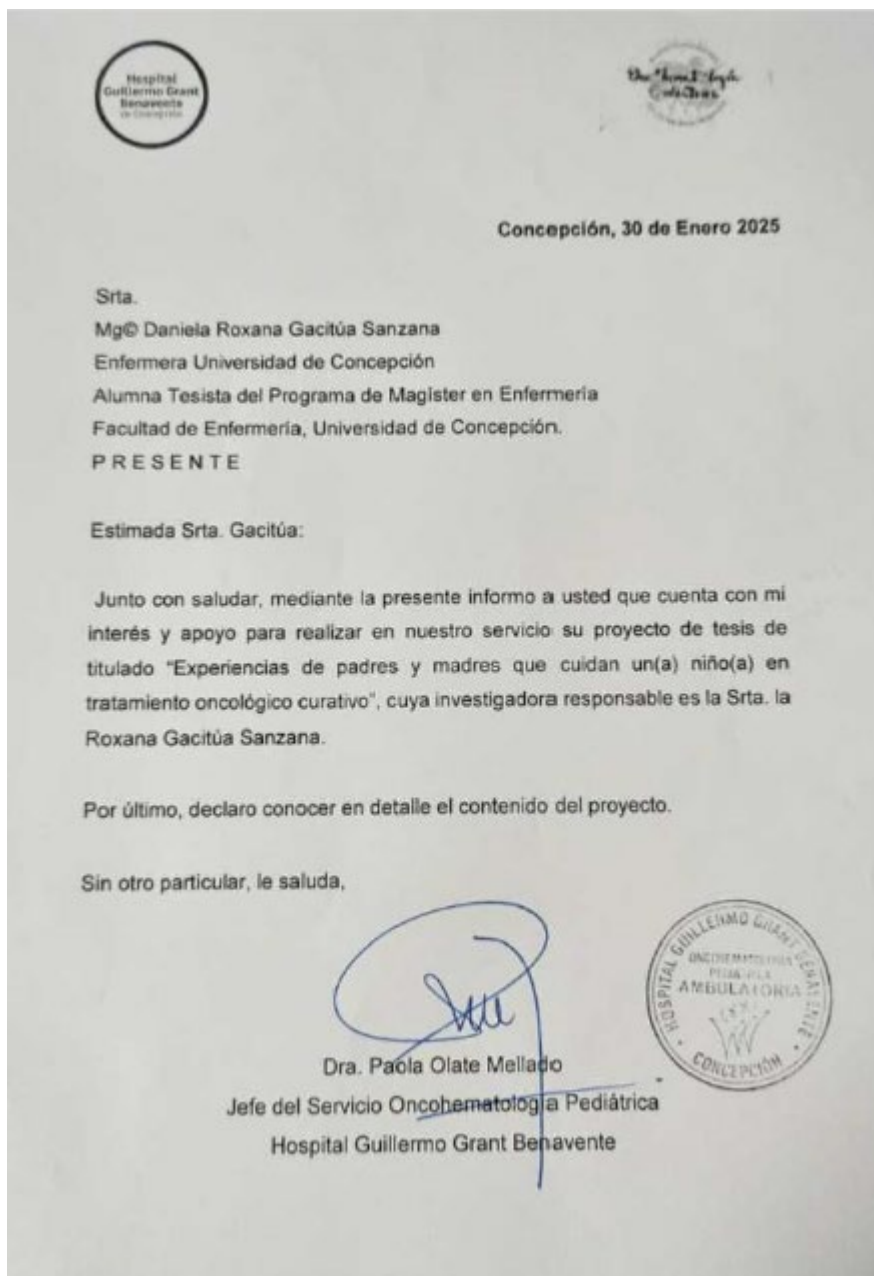 Hospital
Guillermo Grant
Benavente
de Concepción
Concepción, 30 de Enero 2025
Srta.
Mg© Daniela Roxana Gacitúa Sanzana
Enfermera Universidad de Concepción
Alumna Tesista del Programa de Magíster en Enfermería
Facultad de Enfermería, Universidad de Concepción.
P R E S E N T E
Estimada Srta. Gacitúa:
Junto con saludar, mediante la presente informo a usted que cuenta con mi
interés y apoyo para realizar en nuestro servicio su proyecto de tesis de
titulado “Experiencias de padres y madres que cuidan un(a) niño(a) en
tratamiento oncológico curativo”, cuya investigadora responsable es la Srta. la
Roxana Gacitúa Sanzana.
Por último, declaro conocer en detalle el contenido del proyecto.
Sin otro particular, le saluda,
HOSPITAL GUILLERMO GRANT BENAVENTE
ONCOHEMATOLOGIA
PEDIATRICA
AMBULATORIA
CONCEPCIÓN
Dra. Paola Olate Mellado
Jefe del Servicio Oncohematología Pediátrica
Hospital Guillermo Grant Benavente